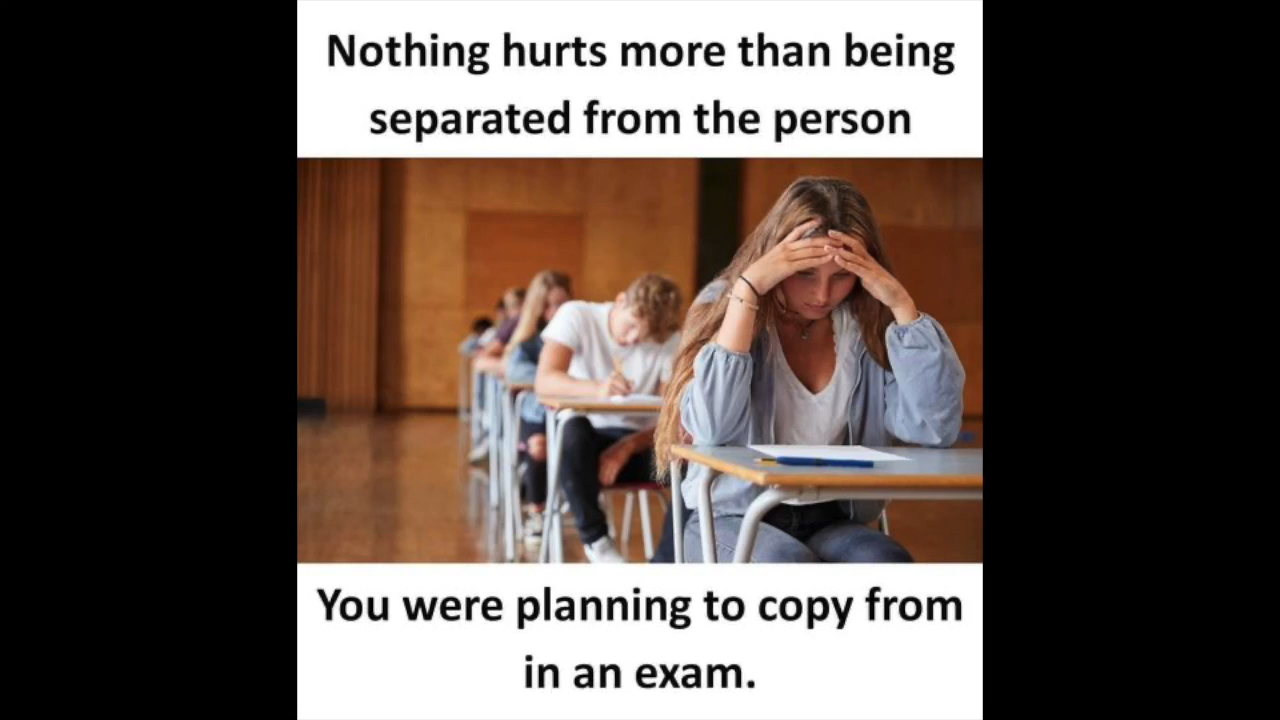 Nothing hurts more than being
separated from the person
You were planning to copy from
in an exam.